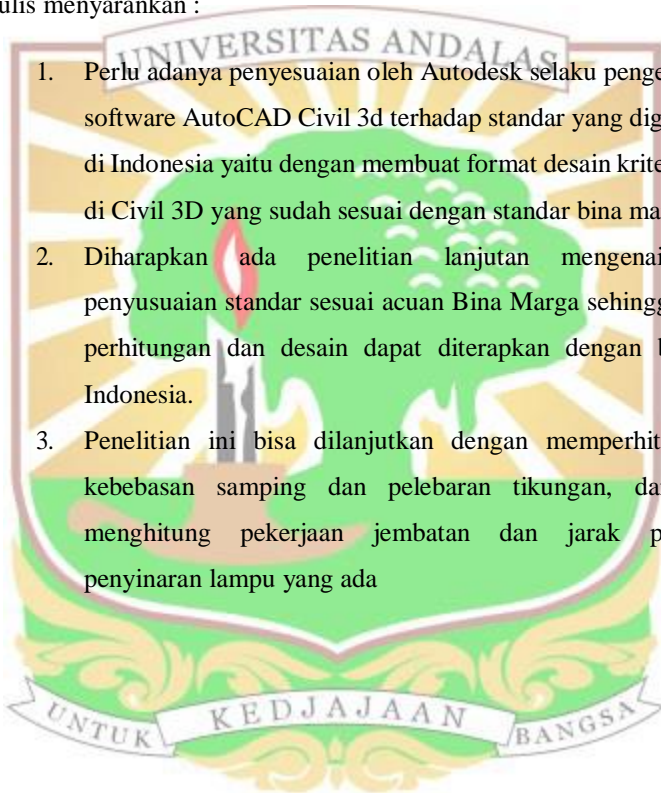 ulis menyarankan :
UNIVERSITAS ANDALAS
1. Perlu adanya penyesuaian oleh Autodesk selaku penge
software AutoCAD Civil 3d terhadap standar yang dig
di Indonesia yaitu dengan membuat format desain krite
di Civil 3D yang sudah sesuai dengan standar bina ma
2. Diharapkan ada penelitian lanjutan mengenai
penyusuaian standar sesuai acuan Bina Marga sehingg
perhitungan dan desain dapat diterapkan dengan b
Indonesia.
3. Penelitian ini bisa dilanjutkan dengan memperhit
kebebasan samping dan pelebaran tikungan, da
menghitung pekerjaan jembatan dan jarak p
penyinaran lampu yang ada
UNTUK KEDJAJAAN BANGSA